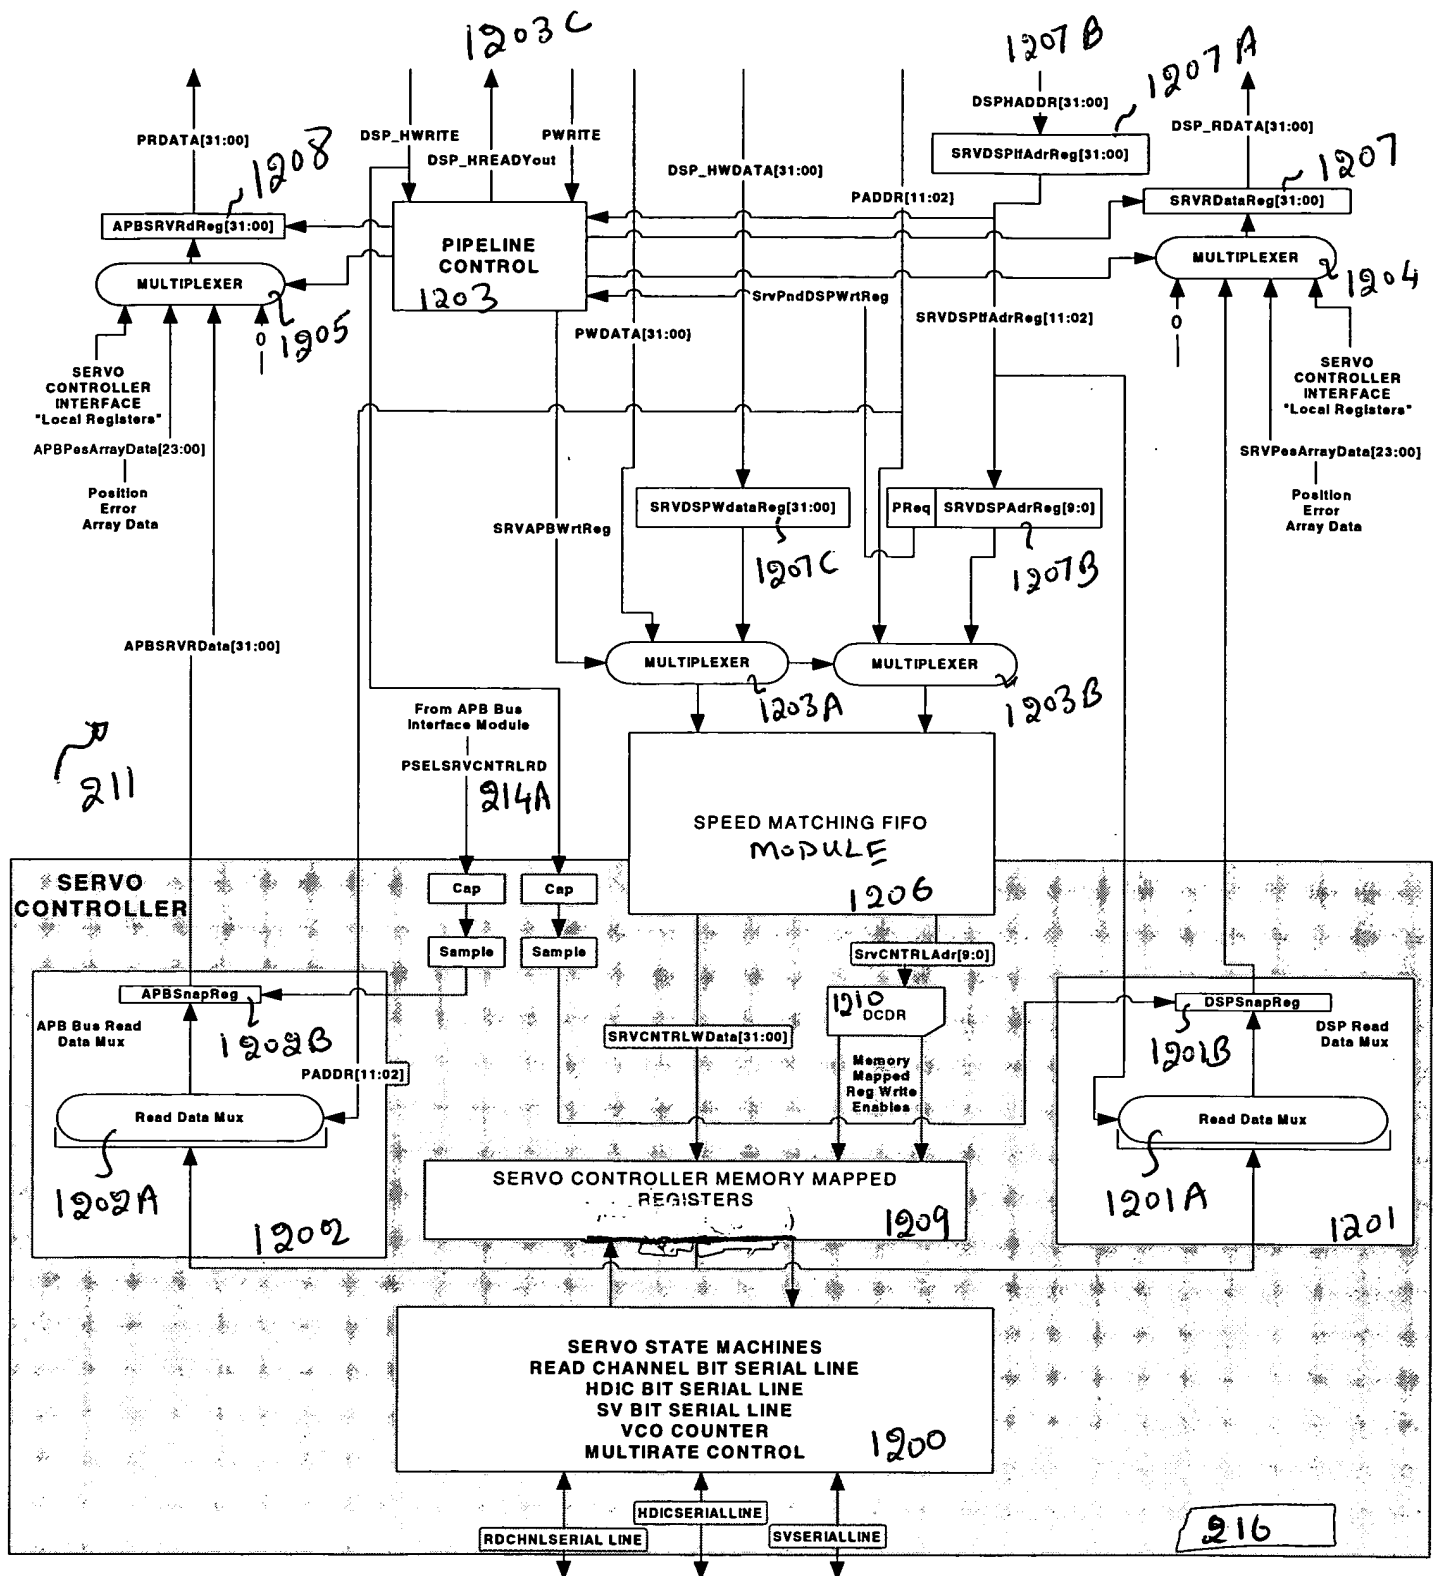 1203C
1207B
1207A
DSPHADDR[31:00]
DSP_HWRITE
PWRITE
PRDATA[31:00]
DSP_RDATA[31:00]
1208
DSP_HREADYout
SRVDSPIfAdrReg[31:00]
1207
DSP_HWDATA[31:00]
PADDR[11:02]
APBSRVRdReg[31:00]
SRVRDataReg[31:00]
PIPELINE
CONTROL
1203
MULTIPLEXER
1205
MULTIPLEXER
1204
SrvPndDSPWrtReg
SRVDSPIfAdrReg[11:02]
PWDATA[31:00}
0
0
SERVO
CONTROLLER
INTERFACE
"Local Registers"
SERVO
CONTROLLER
INTERFACE
"Local Registers"
APBPesArrayData[23:00]
SRVPesArrayData[23:00]
Position
Error
Array Data
Position
Error
Array Data
SRVAPBWrtReg
SRVDSPWdataReg[31:00]
PReq
SRVDSPAdrReg[9:0]
1207C
1207B
APBSRVRData[31:00]
MULTIPLEXER
MULTIPLEXER
1203A
1203B
From APB Bus
Interface Module
PSELSRVCNTRLRD
214A
211
SPEED MATCHING FIFO
MODULE
1206
SERVO
CONTROLLER
Cap
Cap
Sample
Sample
SrvCNTRLAdr[9:0]
APBSnapReg
1210
DCDR
DSPSnapReg
APB Bus Read
Data Mux
1202B
SRVCNTRLWData[31:00]
1201B
DSP Read
Data Mux
PADDR[11:02]
Memory
Mapped
Reg Write
Enables
Read Data Mux
Read Data Mux
1202A
1201A
SERVO CONTROLLER MEMORY MAPPED
REGISTERS
1209
1202
1201
SERVO STATE MACHINES
READ CHANNEL BIT SERIAL LINE
HDIC BIT SERIAL LINE
SV BIT SERIAL LINE
VCO COUNTER
MULTIRATE CONTROL
1200
HDICSERIALLINE
RDCHNLSERIAL LINE
SVSERIALLINE
216